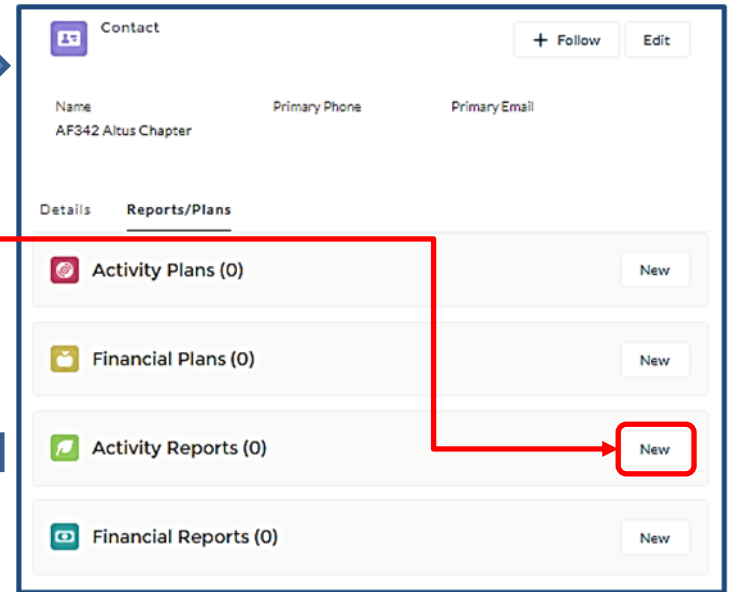 Contact
+ Follow Edit
Name Primary Phone Primary Email
AF342 Altus Chapter
Details Reports/Plans
Activity Plans (0) New
Financial Plans (0) New
Activity Reports (0) New
Financial Reports (0) New